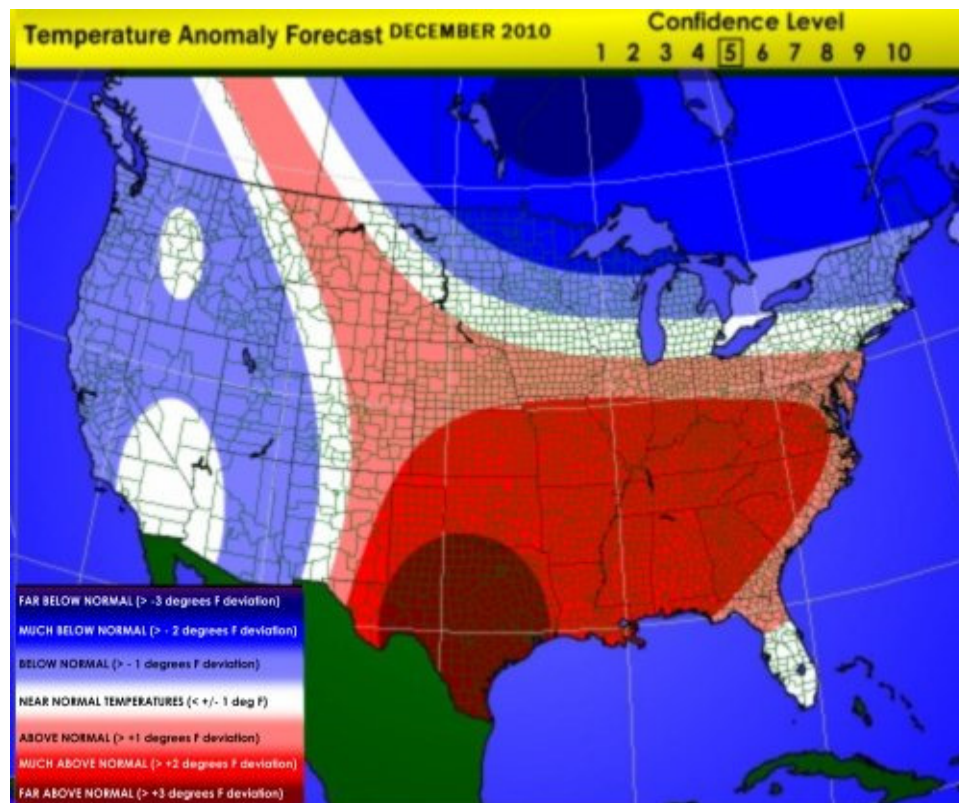 Temperature Anomaly Forecast DECEMBER 2010
Confidence Level
1 2 3 4 5 6 7 8 9 10
FAR BELOW NORMAL (> -3 degrees F deviation)
MUCH BELOW NORMAL (> - 2 degrees F deviation)
BELOW NORMAL (> - 1 degrees F deviation)
NEAR NORMAL TEMPERATURES (< +/- 1 deg F)
ABOVE NORMAL (> +1 degrees F deviation)
MUCH ABOVE NORMAL (> +2 degrees F deviation)
FAR ABOVE NORMAL (> +3 degrees F deviation)